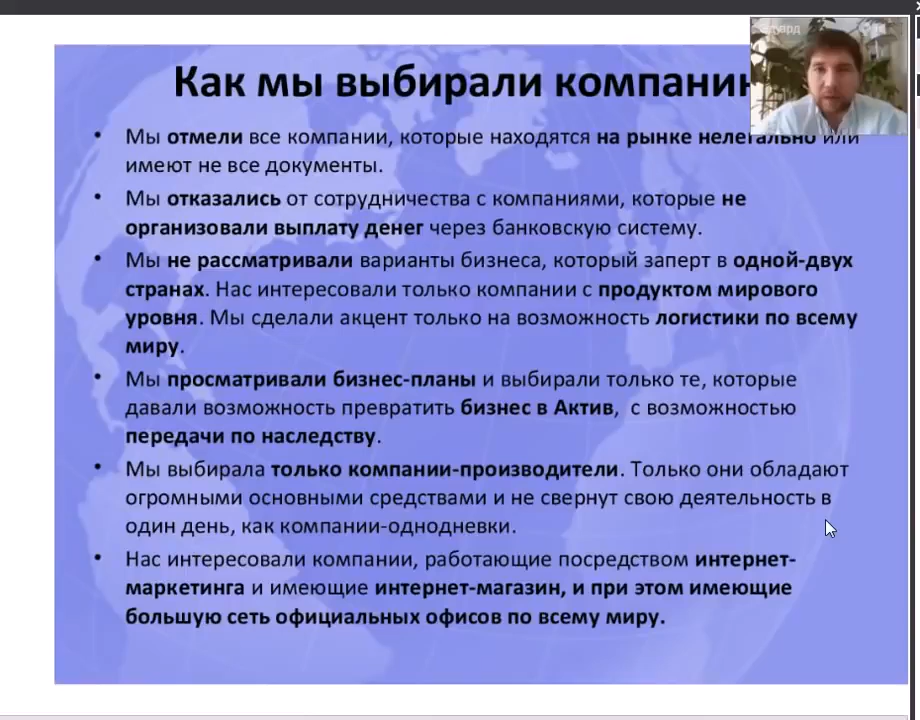 Как мы выбирали компании
Мы отмели все компании, которые находятся на рынке нелегально или
имеют не все документы.
Мы отказались от сотрудничества с компаниями, которые не
организовали выплату денег через банковскую систему.
Мы не рассматривали варианты бизнеса, который заперт в одной-двух
странах. Нас интересовали только компании с продуктом мирового
уровня. Мы сделали акцент только на возможность логистики по всему
миру.
Мы просматривали бизнес-планы и выбирали только те, которые
давали возможность превратить бизнес в Актив, с возможностью
передачи по наследству.
Мы выбирала только компании-производители. Только они обладают
огромными основными средствами и не свернут свою деятельность в
один день, как компании-однодневки.
Нас интересовали компании, работающие посредством интернет-
маркетинга и имеющие интернет-магазин, и при этом имеющие
большую сеть официальных офисов по всему миру.